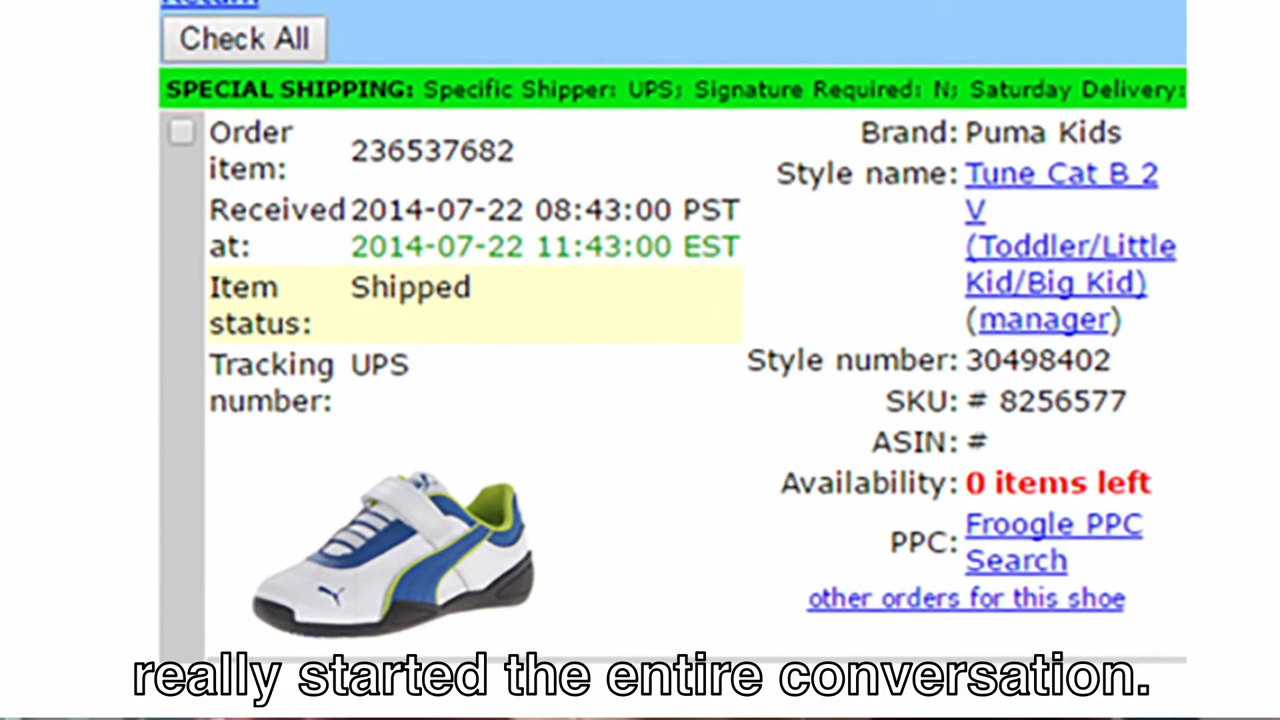 Return
Check All
SPECIAL SHIPPING: Specific Shipper: UPS; Signature Required: N; Saturday Delivery:
Order item: 236537682
Received at: 2014-07-22 08:43:00 PST
2014-07-22 11:43:00 EST
Item status: Shipped
Tracking number: UPS
Brand: Puma Kids
Style name: Tune Cat B 2
V
(Toddler/Little
Kid/Big Kid)
(manager)
Style number: 30498402
SKU: # 8256577
ASIN: #
Availability: 0 items left
PPC: Froogle PPC
Search
other orders for this shoe
really started the entire conversation.